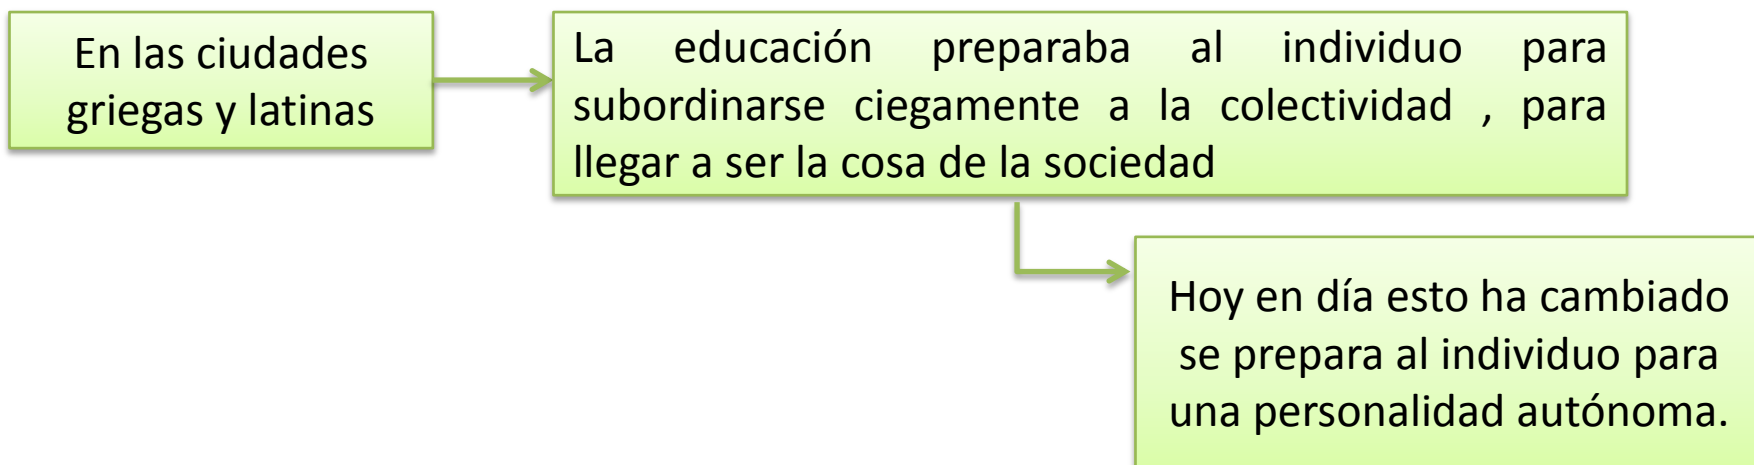 En las ciudades
griegas y latinas
La educación preparaba al individuo para
subordinarse ciegamente a la colectividad , para
llegar a ser la cosa de la sociedad
Hoy en día esto ha cambiado
se prepara al individuo para
una personalidad autónoma.